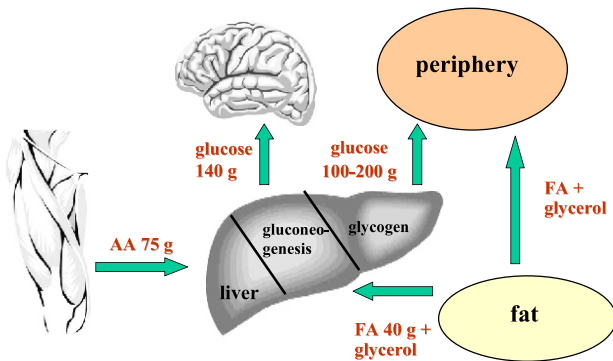 periphery
glucose
140 g
glucose
100-200 g
FA +
glycerol
gluconeo-
genesis
glycogen
AA 75 g
liver
fat
FA 40 g +
glycerol